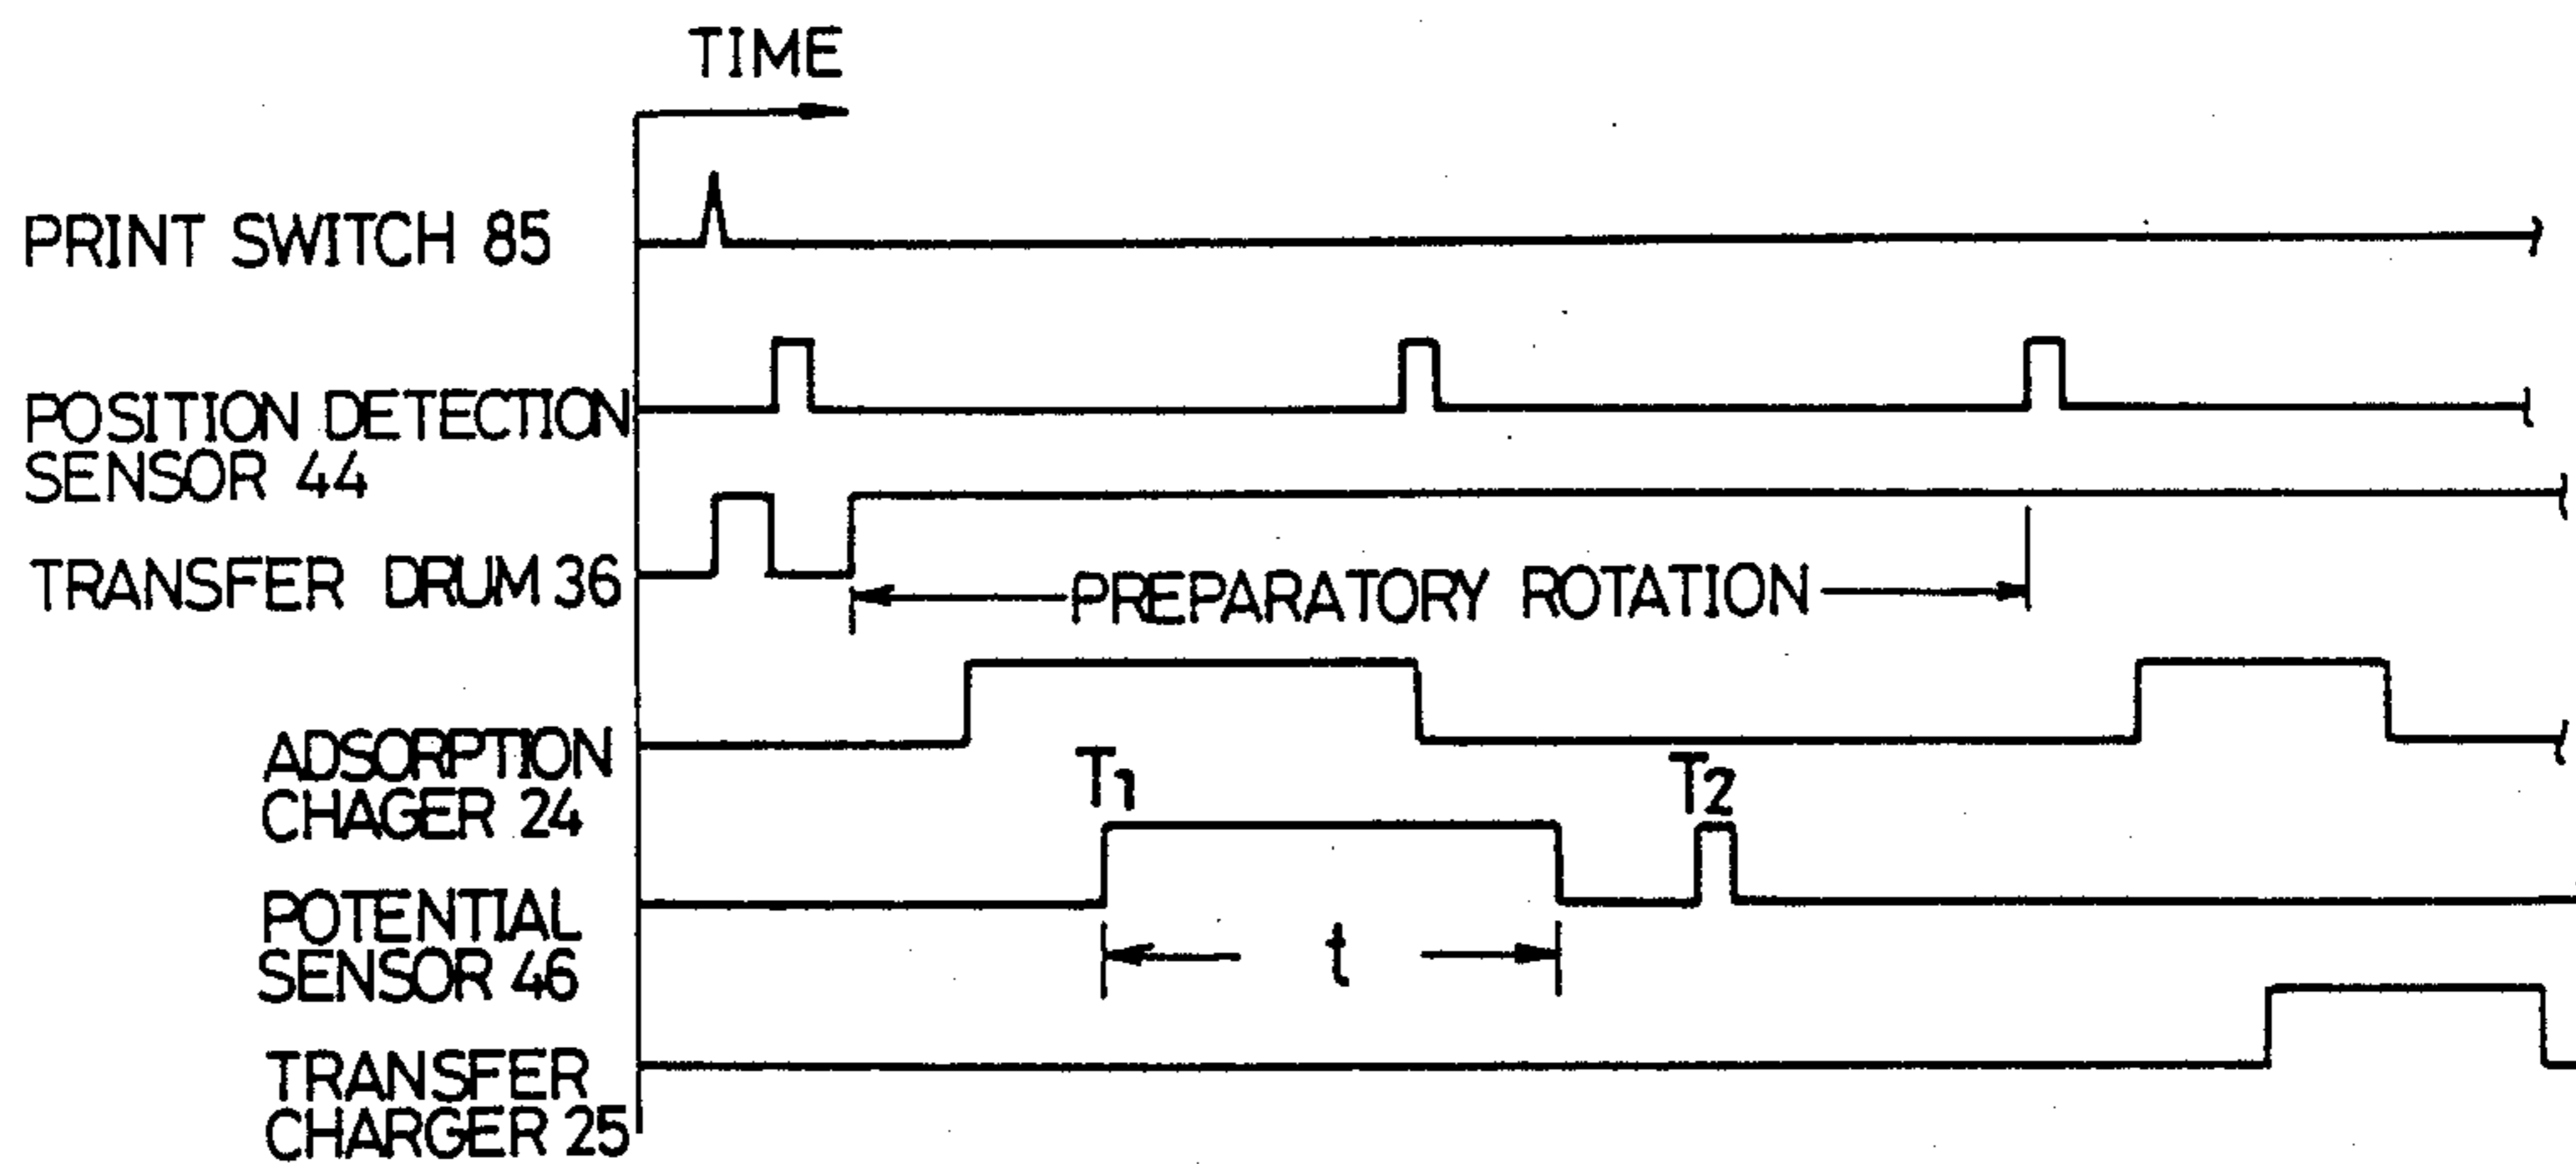 TIME
PRINT SWITCH 85
POSITION DETECTION
SENSOR 44
TRANSFER DRUM 36
PREPARATORY ROTATION
ADSORPTION
CHAGER 24
T1
T2
POTENTIAL
SENSOR 46
t
TRANSFER
CHARGER 25